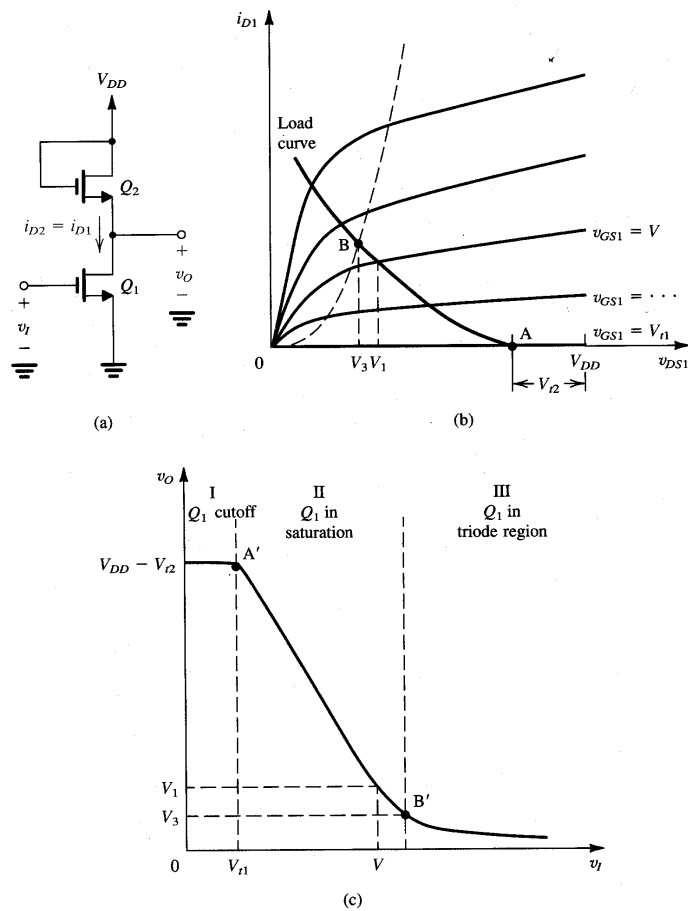 V_DD
Q_2
i_D2 = i_D1
+
v_O
−
Q_1
+
v_I
−
(a)
i_D1
Load
curve
B
A
v_GS1 = V
v_GS1 = · · ·
v_GS1 = V_t1
0
V_3 V_1
V_DD
v_DS1
V_t2
(b)
v_O
I
Q_1 cutoff
II
Q_1 in
saturation
III
Q_1 in
triode region
V_DD − V_t2
A′
V_1
V_3
B′
0
V_t1
V
v_I
(c)